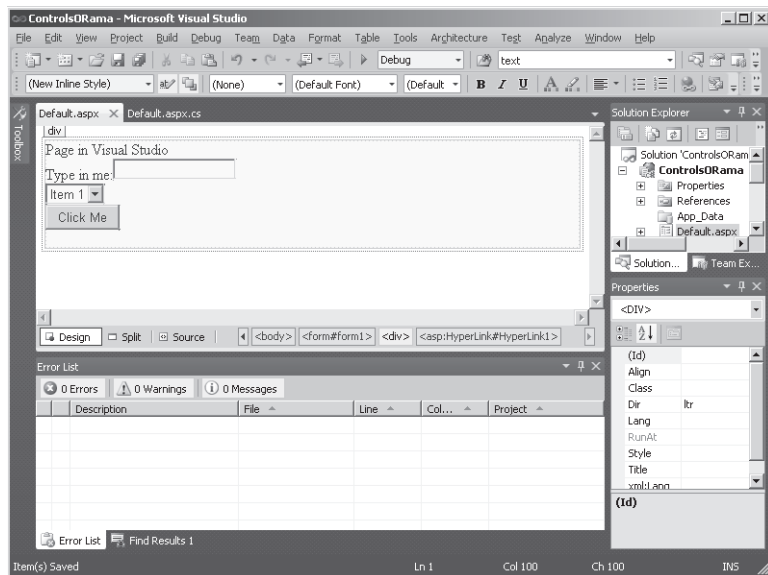 ControlsORama - Microsoft Visual Studio
File Edit View Project Build Debug Team Data Format Table Tools Architecture Test Analyze Window Help
Debug text
(New Inline Style) (None) (Default Font) (Default B I U A
Toolbox
Default.aspx Default.aspx.cs
div
Page in Visual Studio
Type in me:
Item 1
Click Me
Design Split Source <body> <form#form1> <div> <asp:HyperLink#HyperLink1>
Error List
0 Errors 0 Warnings 0 Messages
Description File Line Col... Project
Error List Find Results 1
Solution Explorer
Solution 'ControlsORam
ControlsORama
Properties
References
App_Data
Default.aspx
Solution... Team Ex...
Properties
<DIV>
(Id)
Align
Class
Dir ltr
Lang
RunAt
Style
Title
xml:Lang
(Id)
Item(s) Saved Ln 1 Col 100 Ch 100 INS